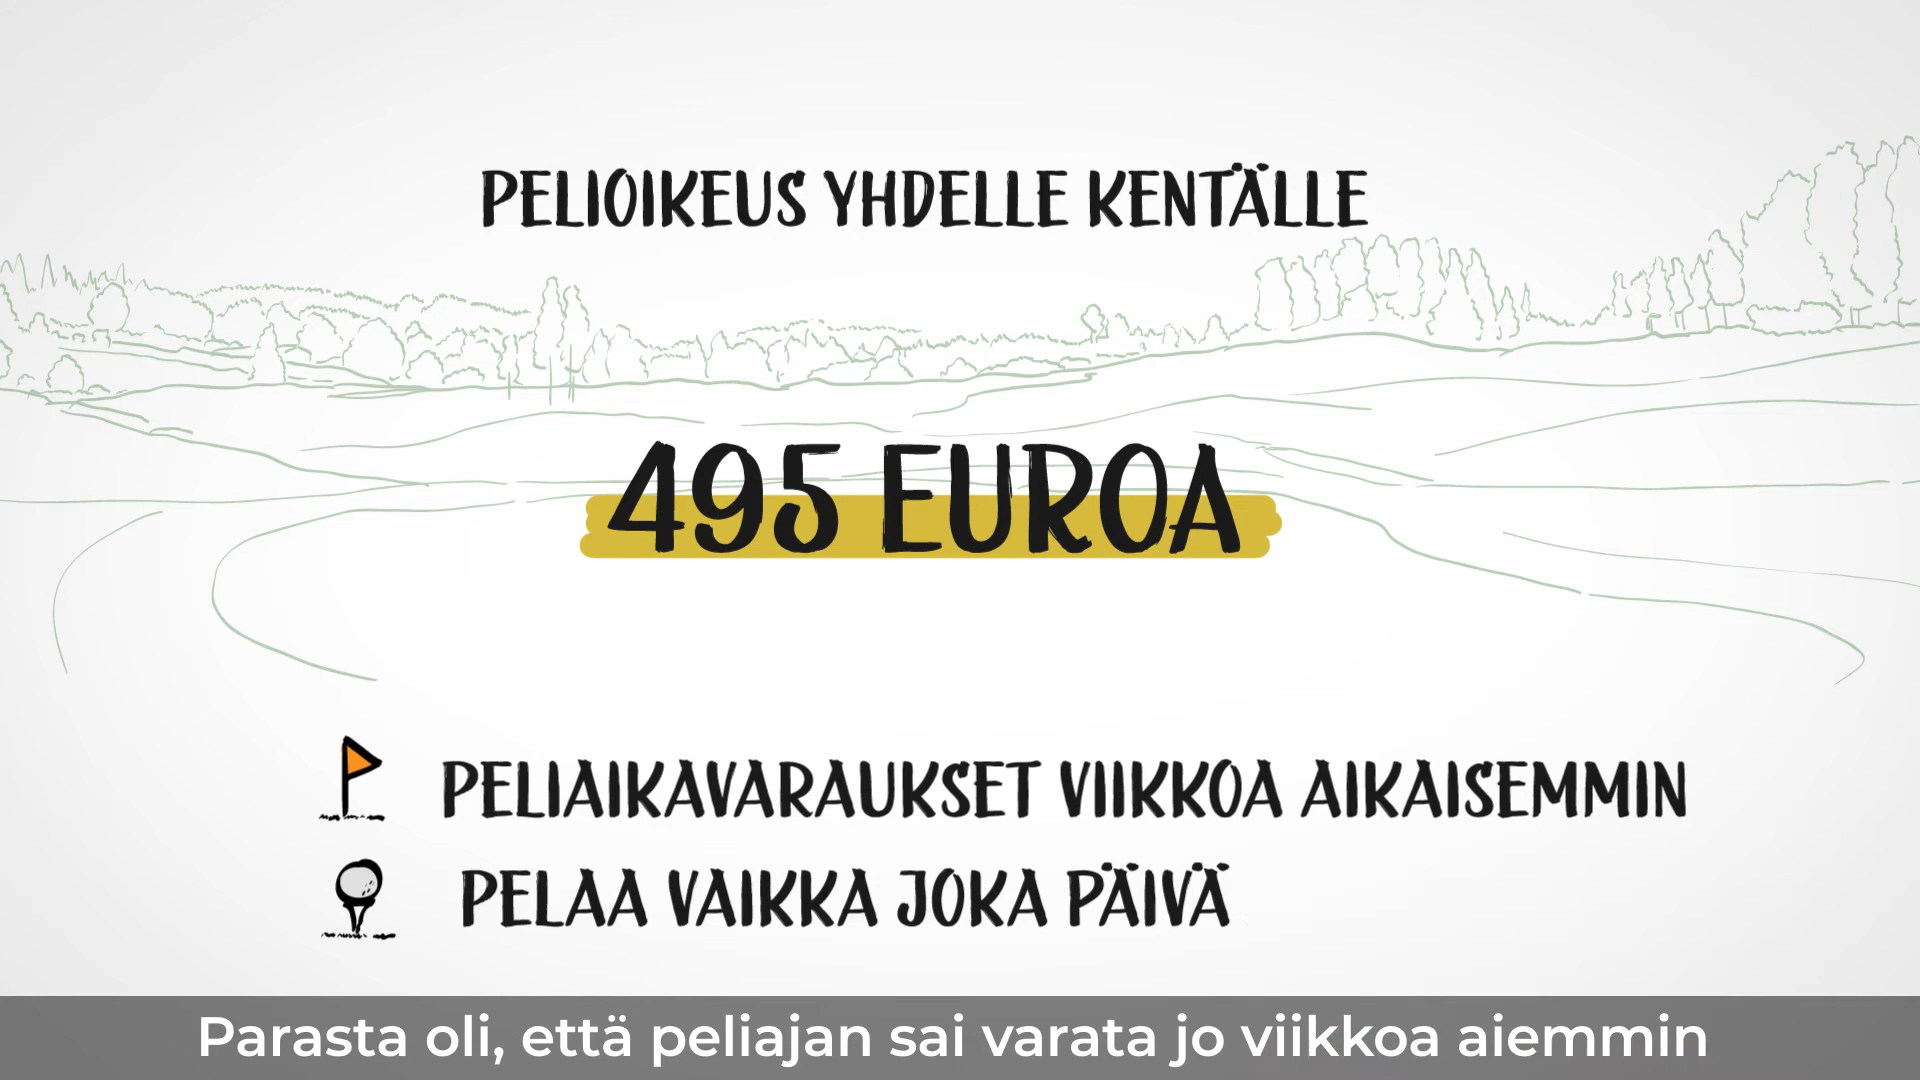 PELIOIKEUS YHDELLE KENTÄLLE
495 EUROA
PELIAIKAVARAUKSET VIIKKOA AIKAISEMMIN
PELAA VAIKKA JOKA PÄIVÄ
Parasta oli, että peliajan sai varata jo viikkoa aiemmin